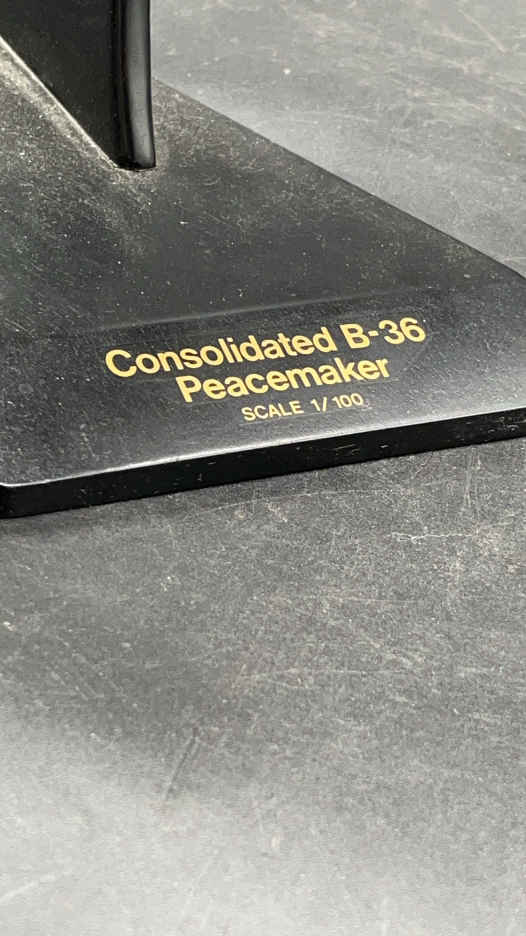 Consolidated B-36
Peacemaker
SCALE 1/100